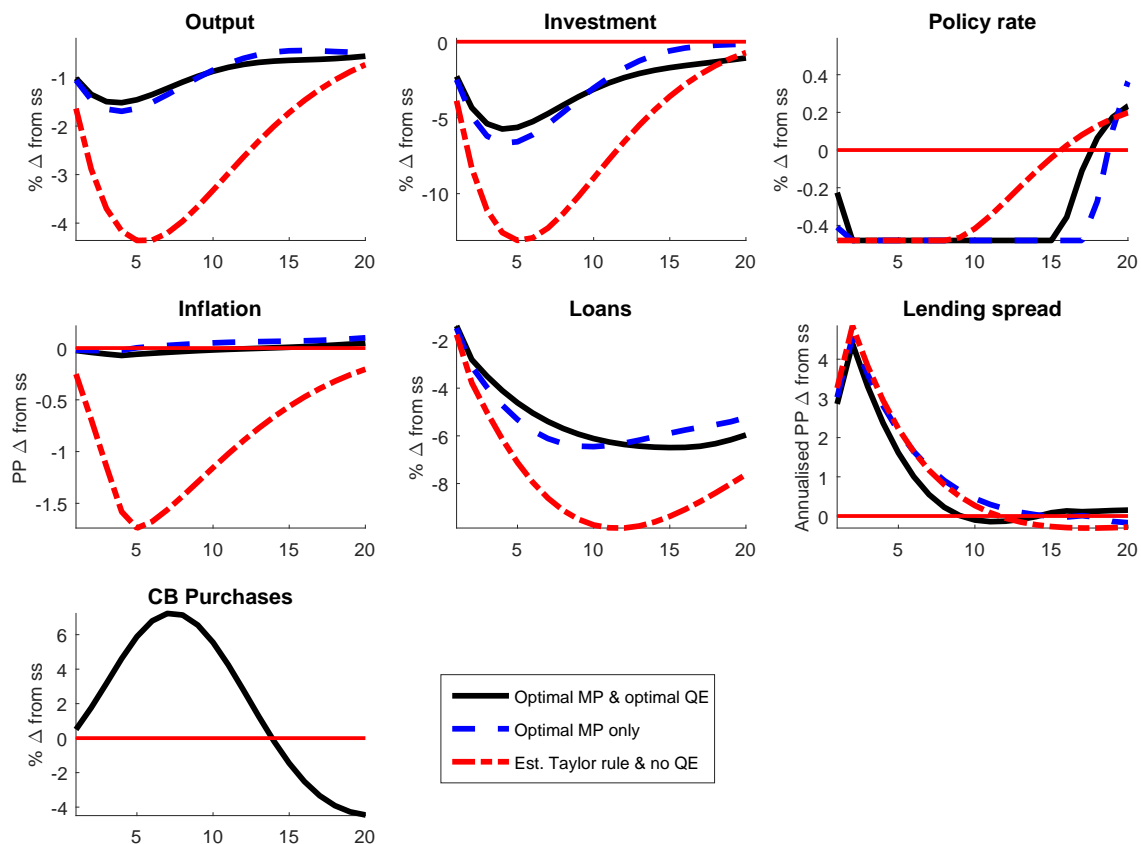 Output
% Δ from ss
-1
-2
-3
-4
5 10 15 20
Investment
% Δ from ss
0
-5
-10
5 10 15 20
Policy rate
% Δ from ss
0.4
0.2
0
-0.2
-0.4
5 10 15 20
Inflation
PP Δ from ss
0
-0.5
-1
-1.5
5 10 15 20
Loans
% Δ from ss
-2
-4
-6
-8
5 10 15 20
Lending spread
Annualised PP Δ from ss
4
3
2
1
0
5 10 15 20
CB Purchases
% Δ from ss
6
4
2
0
-2
-4
5 10 15 20
Optimal MP & optimal QE
Optimal MP only
Est. Taylor rule & no QE